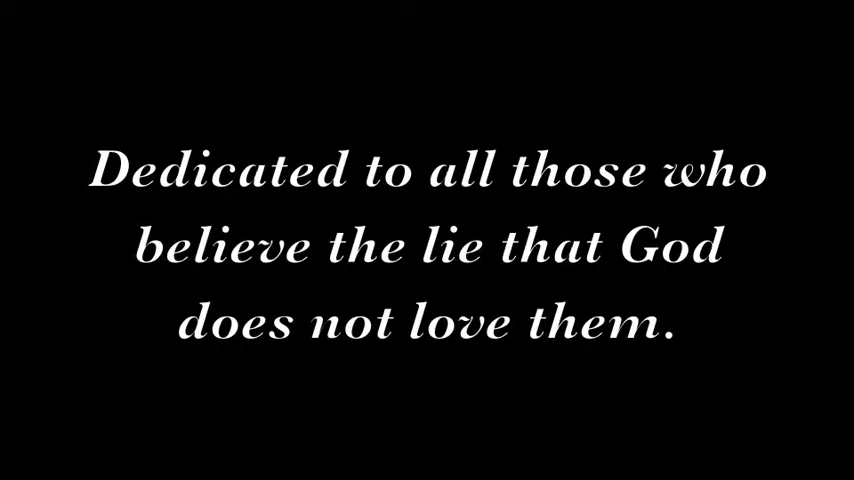 Dedicated to all those who
believe the lie that God
does not love them.